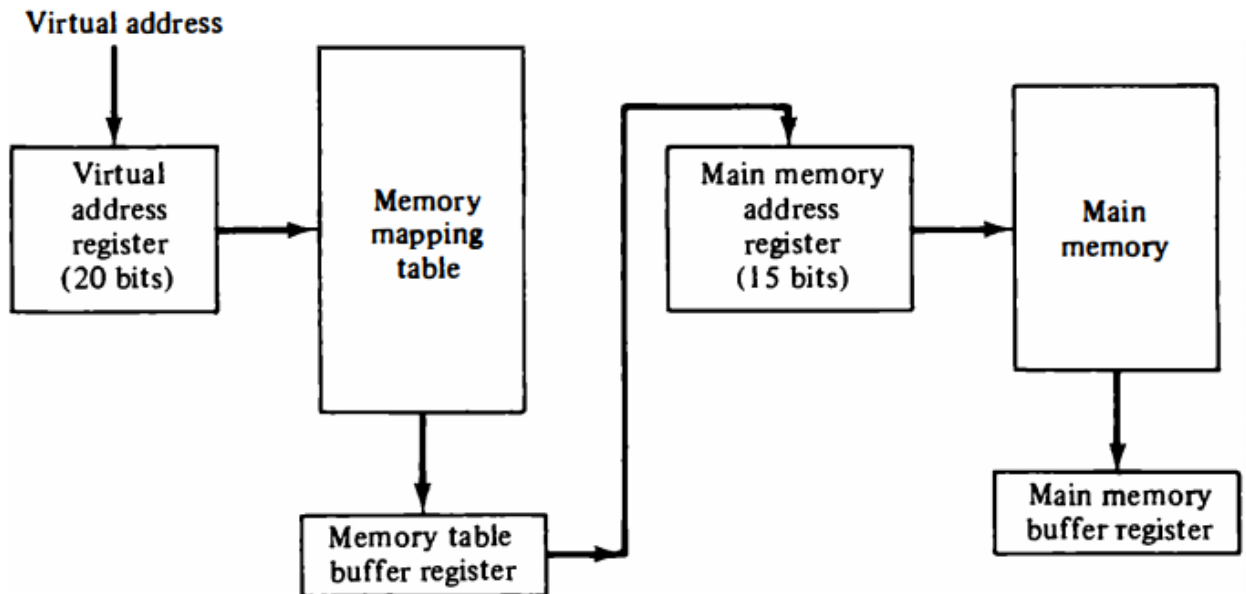 Virtual address
Virtual
address
register
(20 bits)
Memory
mapping
table
Memory table
buffer register
Main memory
address
register
(15 bits)
Main
memory
Main memory
buffer register